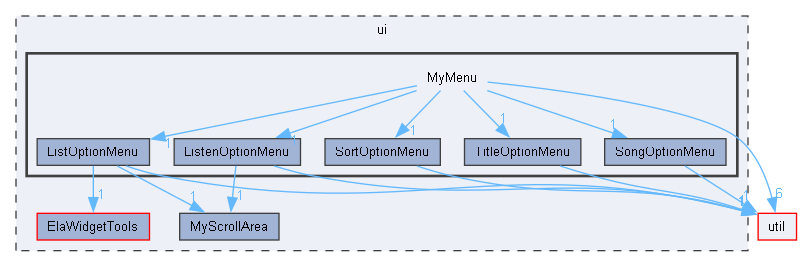 ui
MyMenu
1
1
1
1
1
ListOptionMenu
ListenOptionMenu
SortOptionMenu
TitleOptionMenu
SongOptionMenu
1
1
1
1
6
ElaWidgetTools
MyScrollArea
util